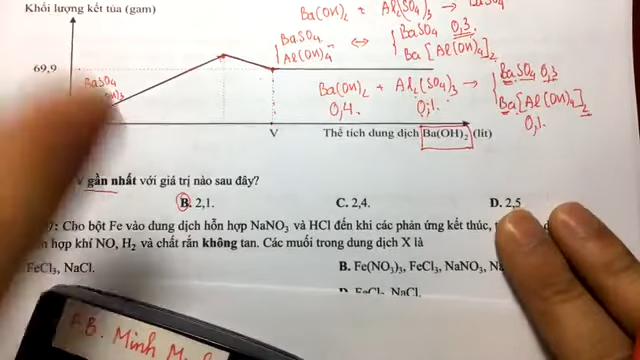 Khối lượng kết tủa (gam)
Ba(OH)₂ + Al₂(SO₄)₃ →
BaSO₄
Al(OH)₄⁻
⇔
BaSO₄ 0,3
Ba[Al(OH)₄]₂
69,9
BaSO₄
Ba(OH)₂ + Al₂(SO₄)₃ →
BaSO₄ 0,3
Ba[Al(OH)₄]₂
0,4. 0,1.
0,1.
V
Thể tích dung dịch Ba(OH)₂ (lít)
gần nhất với giá trị nào sau đây?
B. 2,1. C. 2,4. D. 2,5
: Cho bột Fe vào dung dịch hỗn hợp NaNO₃ và HCl đến khi các phản ứng kết thúc,
hợp khí NO, H₂ và chất rắn không tan. Các muối trong dung dịch X là
FeCl₃, NaCl. B. Fe(NO₃)₃, FeCl₃, NaNO₃,
NaCl.
F.B. Minh